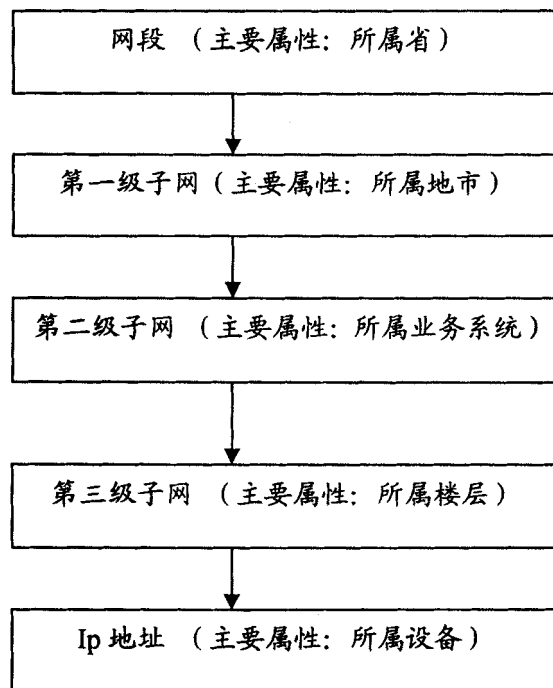 网段 （主要属性：所属省）
第一级子网（主要属性：所属地市）
第二级子网 （主要属性：所属业务系统）
第三级子网 （主要属性：所属楼层）
Ip 地址 （主要属性：所属设备）